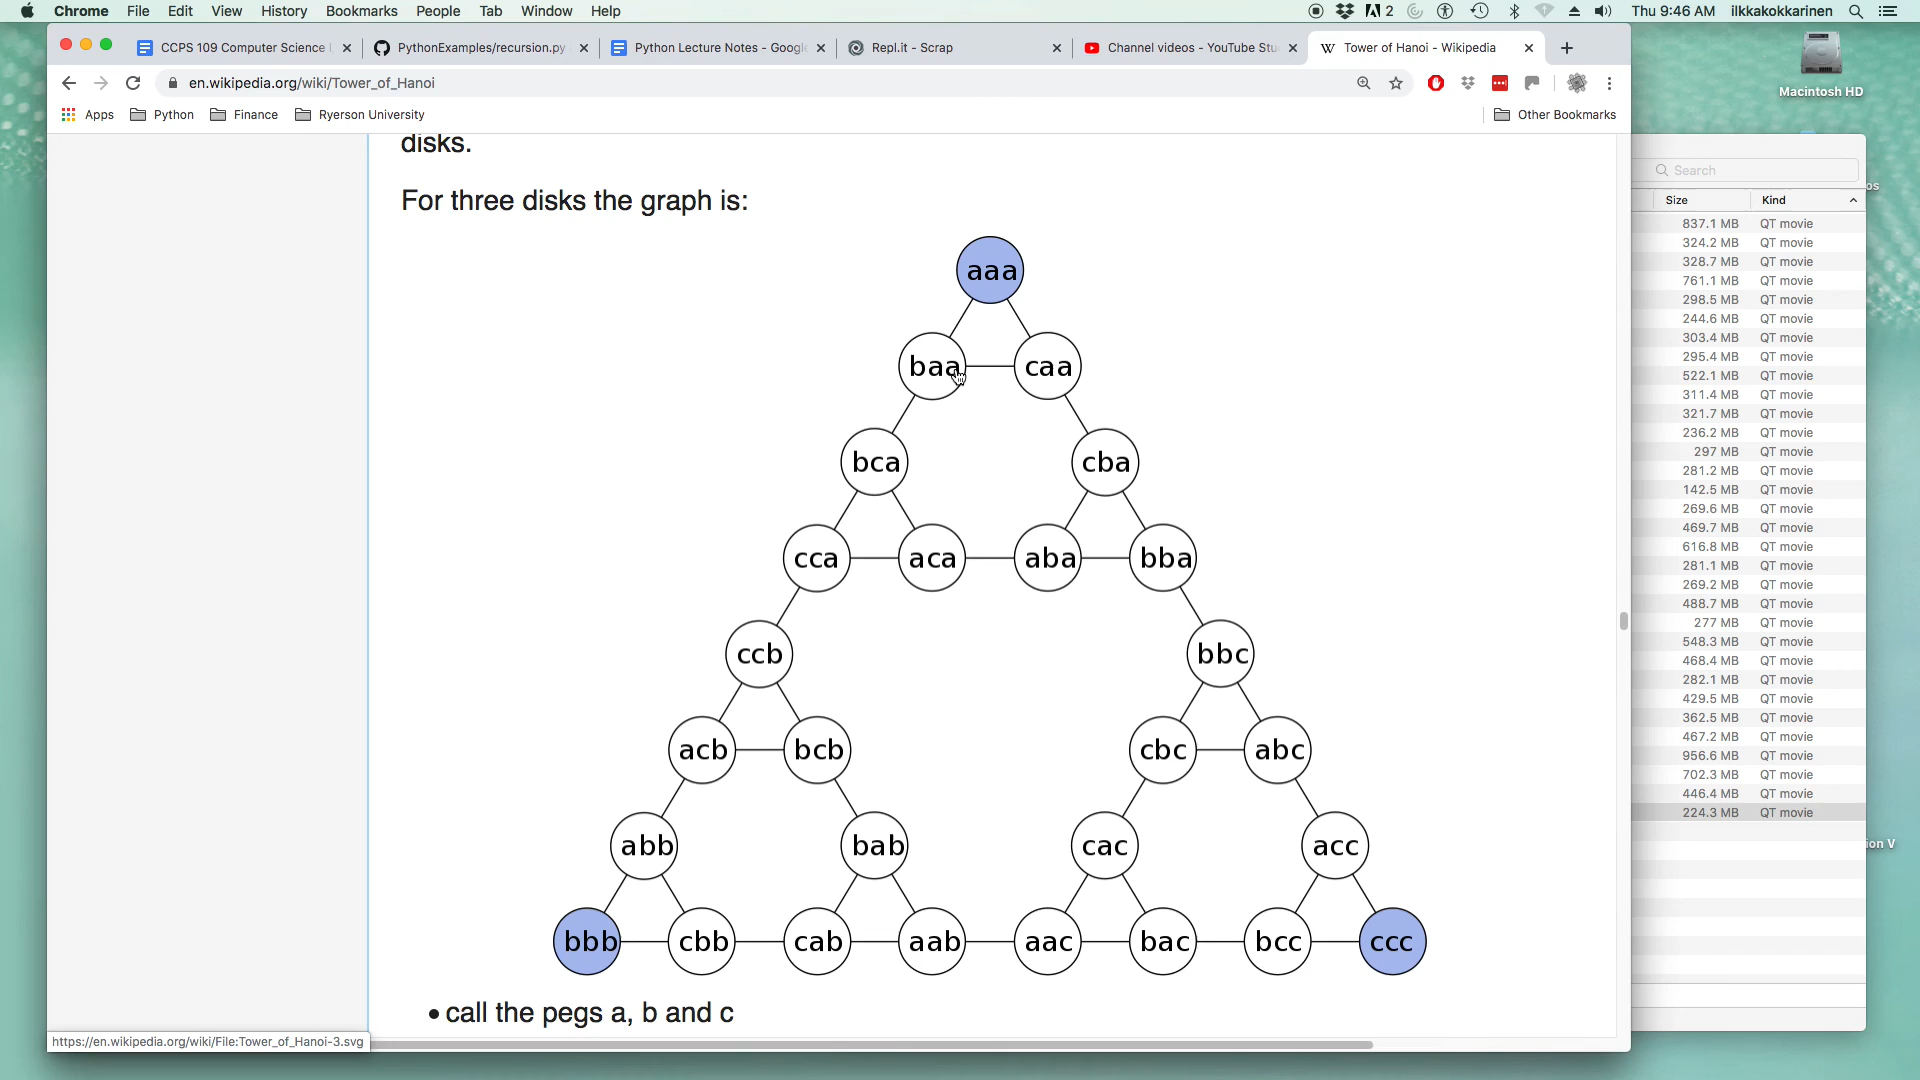 Chrome File Edit View History Bookmarks People Tab Window Help 2 Thu 9:46 AM ilkkakokkarinen
CCPS 109 Computer Science PythonExamples/recursion.py Python Lecture Notes - Google Repl.it - Scrap Channel videos - YouTube Stu Tower of Hanoi - Wikipedia
en.wikipedia.org/wiki/Tower_of_Hanoi
Apps Python Finance Ryerson University Other Bookmarks
Macintosh HD
disks.
For three disks the graph is:
aaa
baa caa
bca cba
cca aca aba bba
ccb bbc
acb bcb cbc abc
abb bab cac acc
bbb cbb cab aab aac bac bcc ccc
• call the pegs a, b and c
https://en.wikipedia.org/wiki/File:Tower_of_Hanoi-3.svg
Search
os
Size Kind
837.1 MB QT movie
324.2 MB QT movie
328.7 MB QT movie
761.1 MB QT movie
298.5 MB QT movie
244.6 MB QT movie
303.4 MB QT movie
295.4 MB QT movie
522.1 MB QT movie
311.4 MB QT movie
321.7 MB QT movie
236.2 MB QT movie
297 MB QT movie
281.2 MB QT movie
142.5 MB QT movie
269.6 MB QT movie
469.7 MB QT movie
616.8 MB QT movie
281.1 MB QT movie
269.2 MB QT movie
488.7 MB QT movie
277 MB QT movie
548.3 MB QT movie
468.4 MB QT movie
282.1 MB QT movie
429.5 MB QT movie
362.5 MB QT movie
467.2 MB QT movie
956.6 MB QT movie
702.3 MB QT movie
446.4 MB QT movie
224.3 MB QT movie
ion V